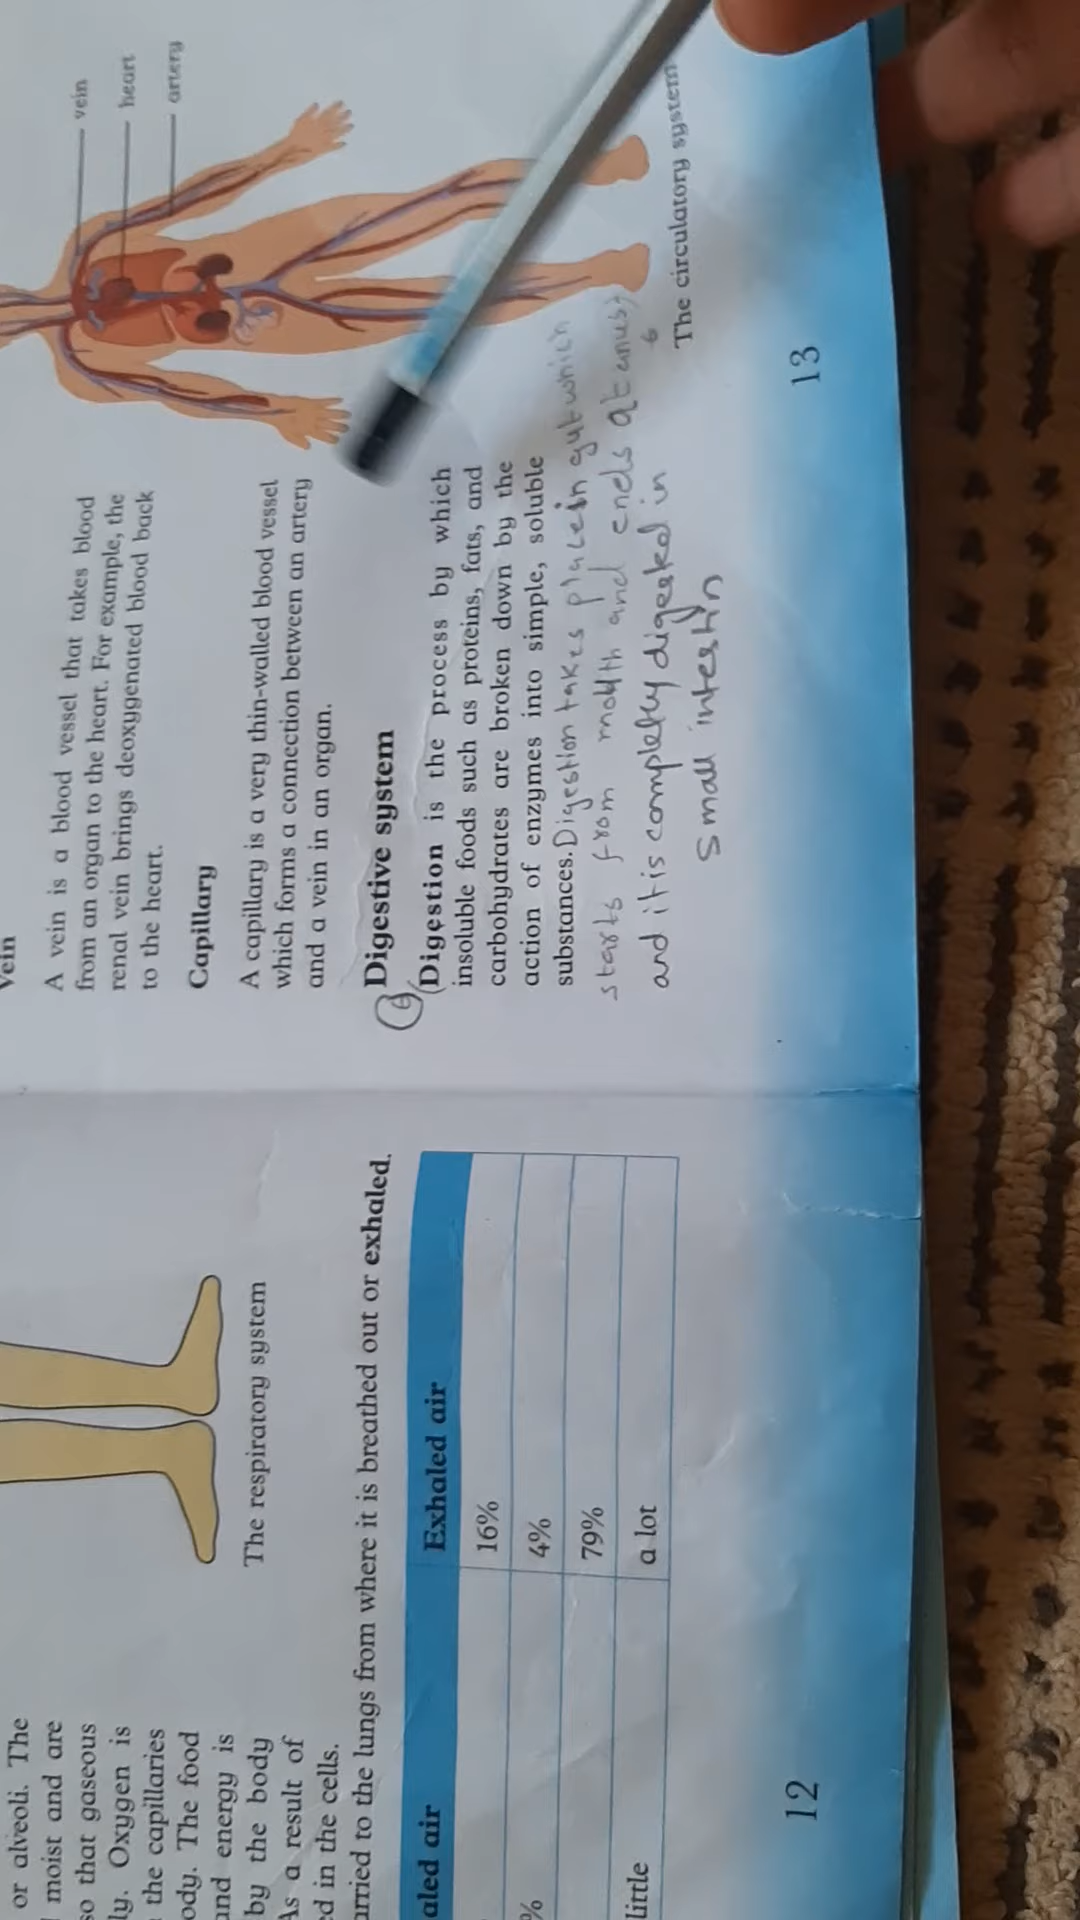 or alveoli. The
moist and are
so that gaseous
ly. Oxygen is
the capillaries
ody. The food
and energy is
by the body
As a result of
ed in the cells.
The respiratory system
arried to the lungs from where it is breathed out or exhaled.
aled air Exhaled air
16%
% 4%
79%
little a lot
12
Vein
A vein is a blood vessel that takes blood
from an organ to the heart. For example, the
renal vein brings deoxygenated blood back
to the heart.
Capillary
A capillary is a very thin-walled blood vessel
which forms a connection between an artery
and a vein in an organ.
vein
heart
artery
The circulatory system
Digestive system
(Digestion is the process by which
insoluble foods such as proteins, fats, and
carbohydrates are broken down by the
action of enzymes into simple, soluble
substances. Digestion takes place in gut which
starts from mouth and ends at anus)
and it is completly digested in
small intestin
13